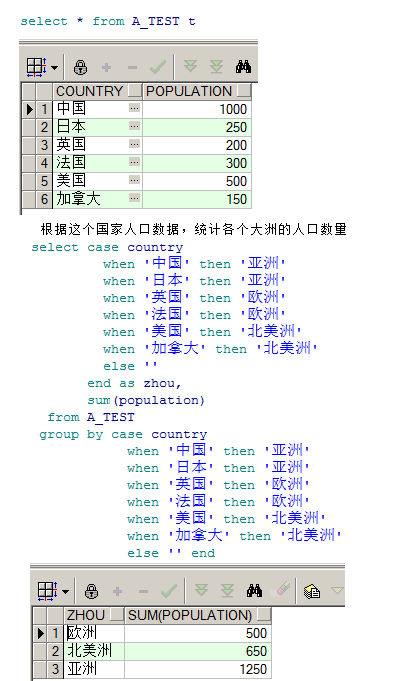 select * from A_TEST t
COUNTRY POPULATION
1 中国 1000
2 日本 250
3 英国 200
4 法国 300
5 美国 500
6 加拿大 150
根据这个国家人口数据，统计各个大洲的人口数量
select case country
when '中国' then '亚洲'
when '日本' then '亚洲'
when '英国' then '欧洲'
when '法国' then '欧洲'
when '美国' then '北美洲'
when '加拿大' then '北美洲'
else ''
end as zhou,
sum(population)
from A_TEST
group by case country
when '中国' then '亚洲'
when '日本' then '亚洲'
when '英国' then '欧洲'
when '法国' then '欧洲'
when '美国' then '北美洲'
when '加拿大' then '北美洲'
else '' end
ZHOU SUM(POPULATION)
1 欧洲 500
2 北美洲 650
3 亚洲 1250